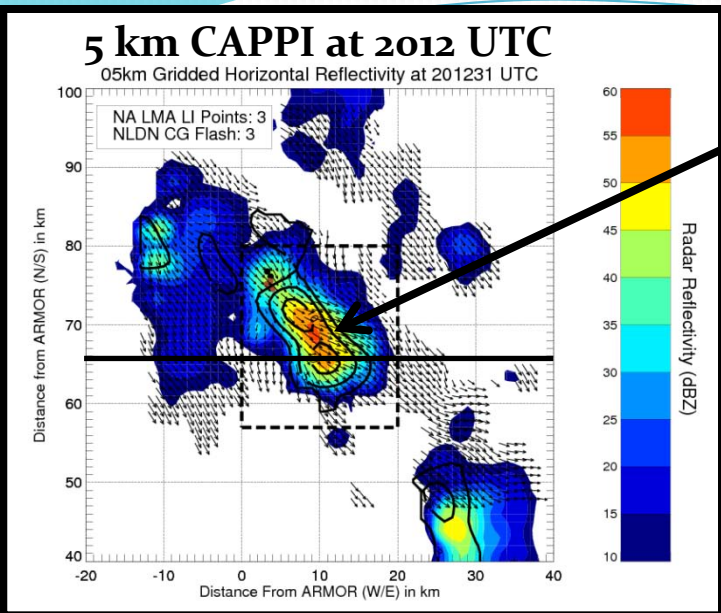 5 km CAPPI at 2012 UTC
05km Gridded Horizontal Reflectivity at 201231 UTC
NA LMA LI Points: 3
NLDN CG Flash: 3
100
90
80
70
60
50
40
Distance from ARMOR (N/S) in km
-20 -10 0 10 20 30 40
Distance From ARMOR (W/E) in km
60
55
50
45
40
35
30
25
20
15
10
Radar Reflectivity (dBZ)